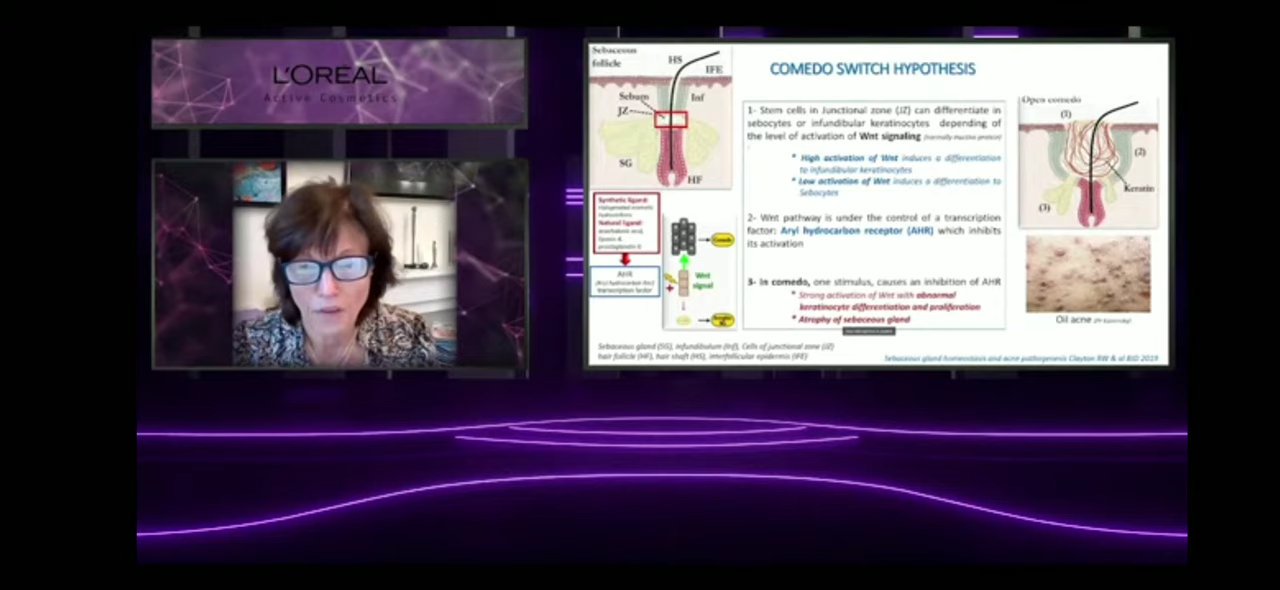 L'ORÉAL
Active Cosmetics
COMEDO SWITCH HYPOTHESIS
Sebaceous
follicle
HS
IFE
Sebum
Inf
JZ
SG
HF
1- Stem cells in Junctional zone (JZ) can differentiate in
sebocytes or infundibular keratinocytes depending of
the level of activation of Wnt signaling (normally inactive protein)
* High activation of Wnt induces a differentiation
to infundibular keratinocytes
* Low activation of Wnt induces a differentiation to
Sebocytes
2- Wnt pathway is under the control of a transcription
factor: Aryl hydrocarbon receptor (AHR) which inhibits
its activation
3- In comedo, one stimulus, causes an inhibition of AHR
* Strong activation of Wnt with abnormal
keratinocyte differentiation and proliferation
* Atrophy of sebaceous gland
Synthetic ligand:
Natural ligand:
AHR
transcription factor
Comedo
Wnt
signal
Open comedo
(1)
(2)
Keratin
(3)
Oil acne
Sebaceous gland (SG), infundibulum (Inf), Cells of junctional zone (JZ)
hair follicle (HF), hair shaft (HS), interfollicular epidermis (IFE)
Sebaceous gland homeostasis and acne pathogenesis Clayton RW & al BJD 2019